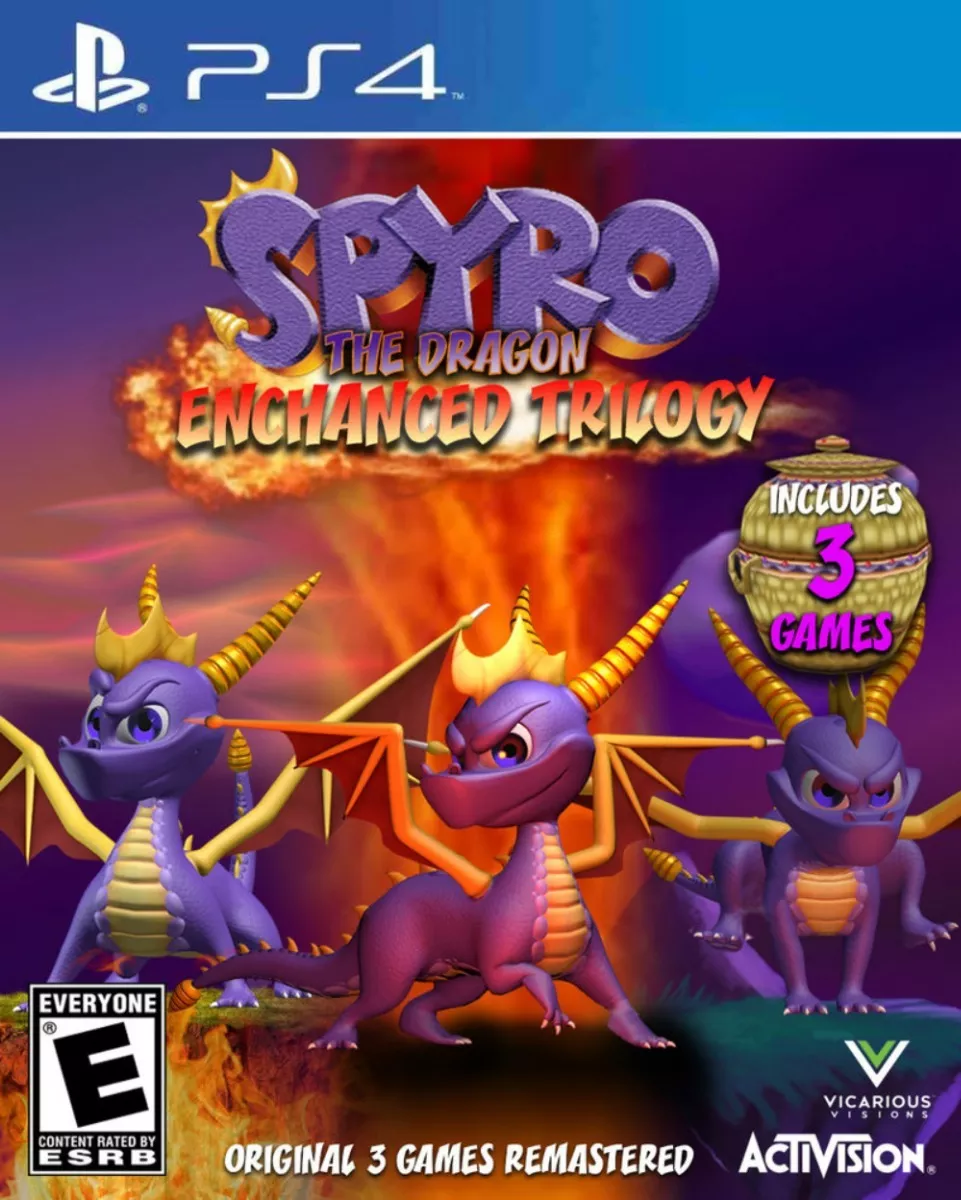 PS4™
SPYRO
THE DRAGON
ENCHANCED TRILOGY
INCLUDES
3
GAMES
EVERYONE
®
E
CONTENT RATED BY
ESRB
ORIGINAL 3 GAMES REMASTERED
VICARIOUS
VISIONS
ACTIVISION®